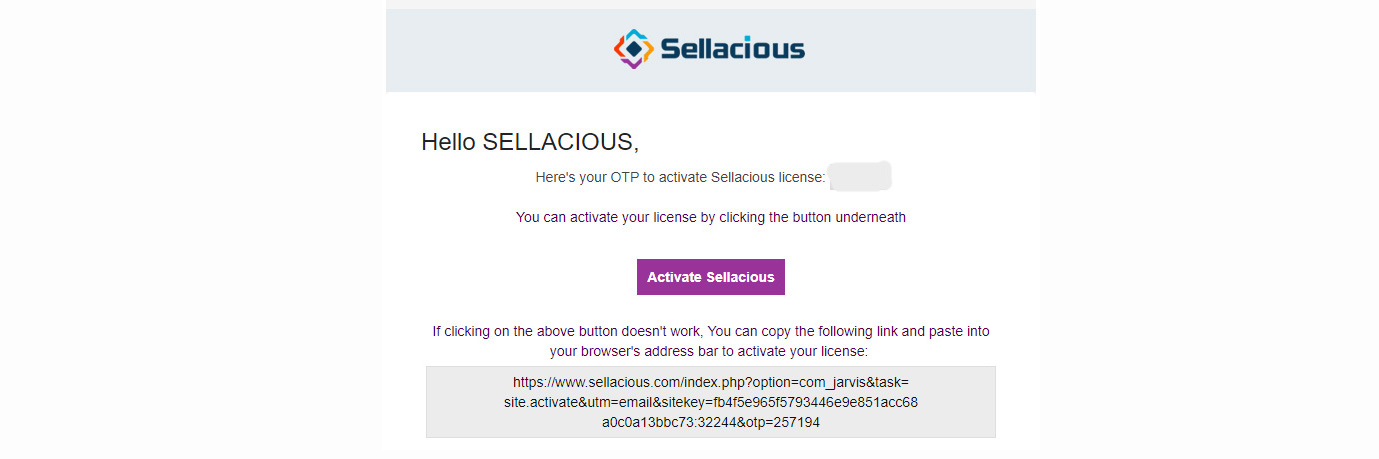 Sellacious
Hello SELLACIOUS,
Here's your OTP to activate Sellacious license:
You can activate your license by clicking the button underneath
Activate Sellacious
If clicking on the above button doesn't work, You can copy the following link and paste into
your browser's address bar to activate your license:
https://www.sellacious.com/index.php?option=com_jarvis&task=
site.activate&utm=email&sitekey=fb4f5e965f5793446e9e851acc68
a0c0a13bbc73:32244&otp=257194